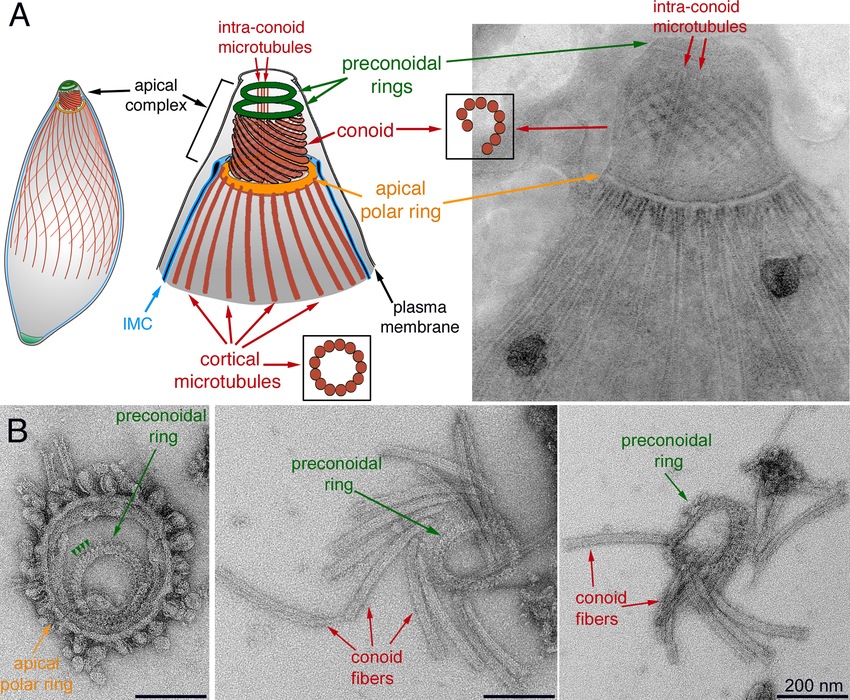 A
apical
complex
intra-conoid
microtubules
preconoidal
rings
conoid
apical
polar ring
IMC
plasma
membrane
cortical
microtubules
intra-conoid
microtubules
B
preconoidal
ring
apical
polar ring
preconoidal
ring
conoid
fibers
preconoidal
ring
conoid
fibers
200 nm